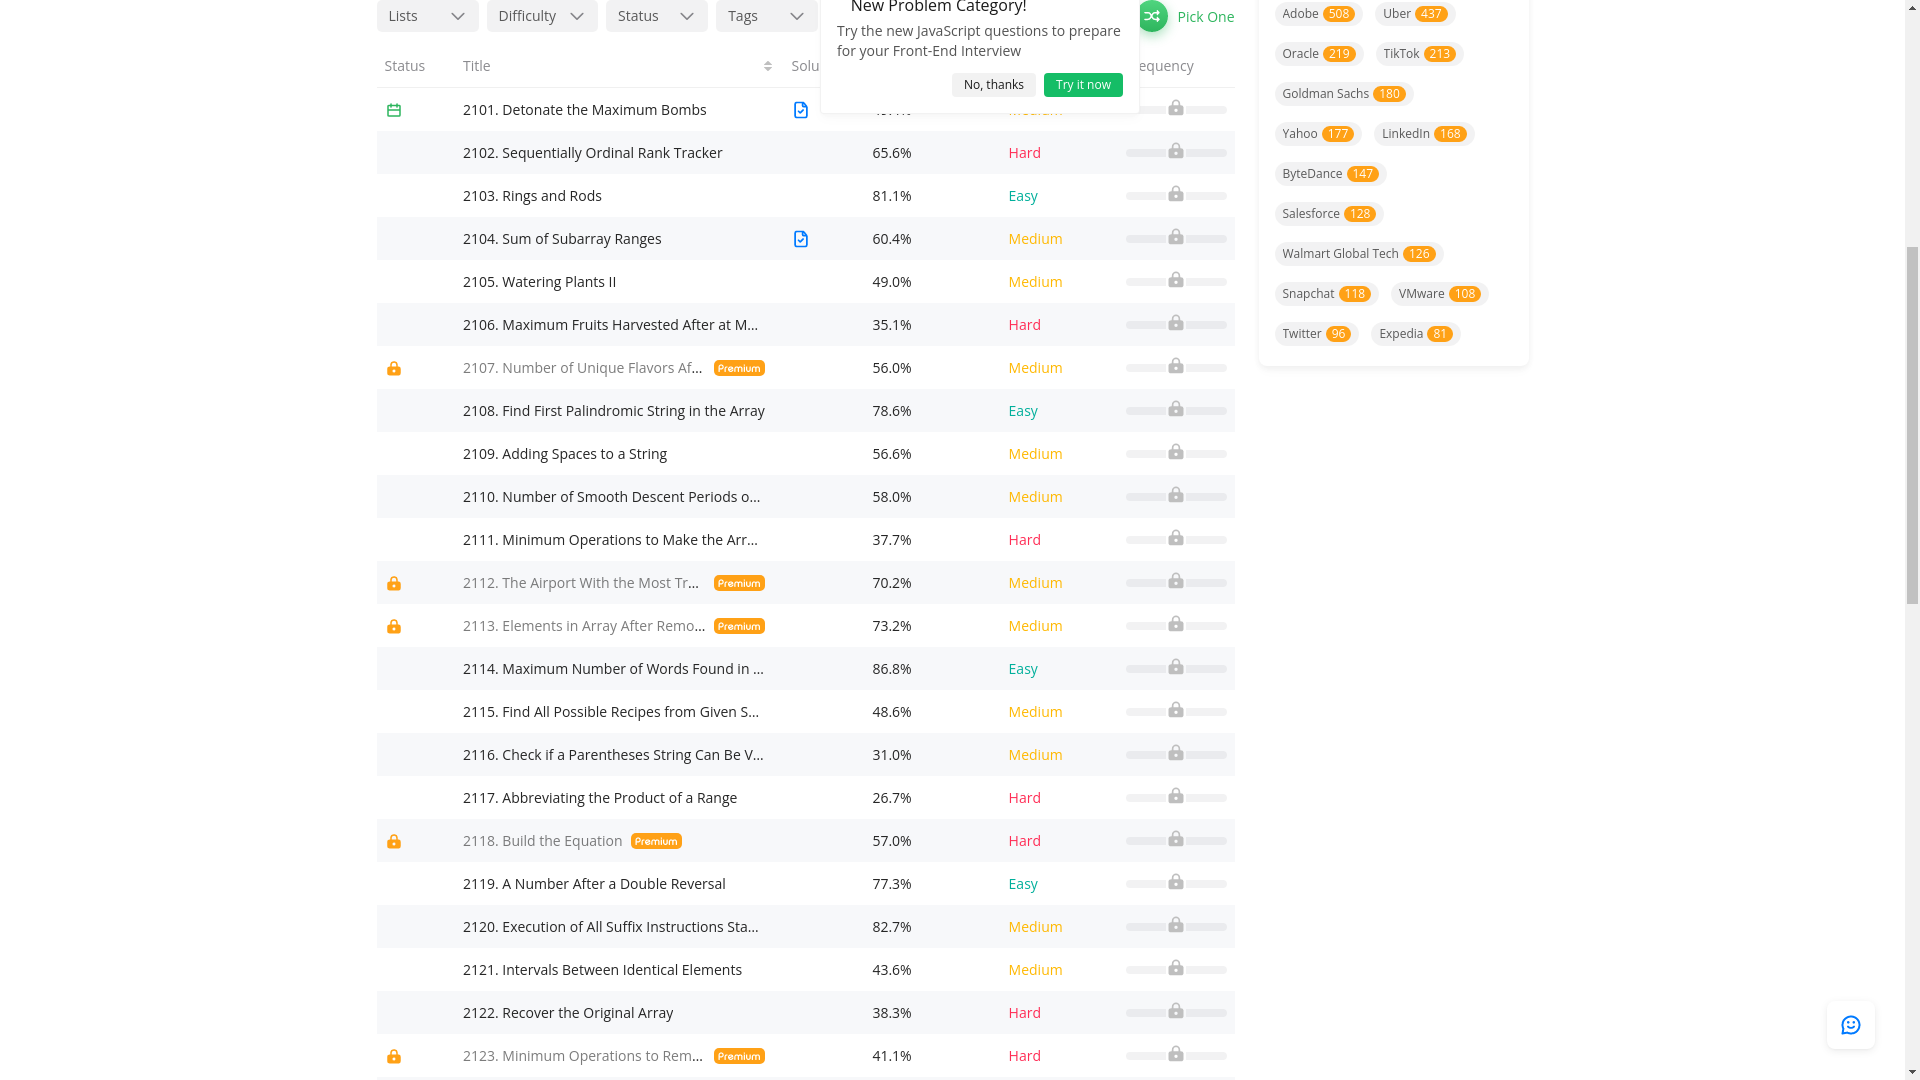 Lists
Difficulty
Status
Tags
New Problem Category!
Try the new JavaScript questions to prepare
for your Front-End Interview
No, thanks
Try it now
Pick One
Status
Title
2101. Detonate the Maximum Bombs
2102. Sequentially Ordinal Rank Tracker 65.6% Hard
2103. Rings and Rods 81.1% Easy
2104. Sum of Subarray Ranges 60.4% Medium
2105. Watering Plants II 49.0% Medium
2106. Maximum Fruits Harvested After at M... 35.1% Hard
2107. Number of Unique Flavors Af... Premium 56.0% Medium
2108. Find First Palindromic String in the Array 78.6% Easy
2109. Adding Spaces to a String 56.6% Medium
2110. Number of Smooth Descent Periods o... 58.0% Medium
2111. Minimum Operations to Make the Arr... 37.7% Hard
2112. The Airport With the Most Tr... Premium 70.2% Medium
2113. Elements in Array After Remo... Premium 73.2% Medium
2114. Maximum Number of Words Found in ... 86.8% Easy
2115. Find All Possible Recipes from Given S... 48.6% Medium
2116. Check if a Parentheses String Can Be V... 31.0% Medium
2117. Abbreviating the Product of a Range 26.7% Hard
2118. Build the Equation Premium 57.0% Hard
2119. A Number After a Double Reversal 77.3% Easy
2120. Execution of All Suffix Instructions Sta... 82.7% Medium
2121. Intervals Between Identical Elements 43.6% Medium
2122. Recover the Original Array 38.3% Hard
2123. Minimum Operations to Rem... Premium 41.1% Hard
Adobe 508 Uber 437
Oracle 219 TikTok 213
Goldman Sachs 180
Yahoo 177 LinkedIn 168
ByteDance 147
Salesforce 128
Walmart Global Tech 126
Snapchat 118 VMware 108
Twitter 96 Expedia 81